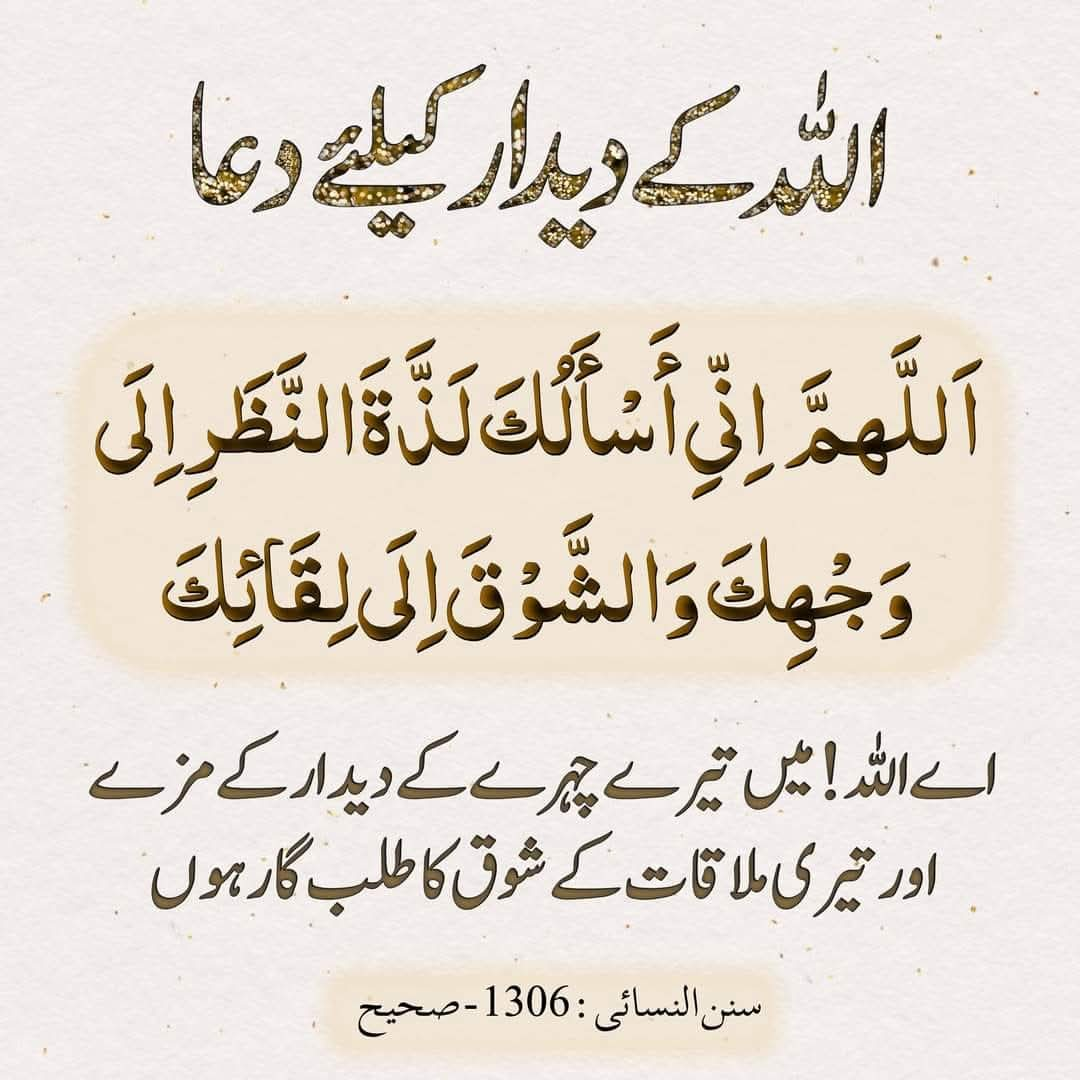 اللہ کے دیدار کیلئے دعا
اَللَّهمَّ اِنِّي أَسْأَلُكَ لَذَّةَ النَّظَرِ اِلَى
وَجْهِكَ وَالشَّوْقَ اِلَى لِقَائِكَ
اے اللہ! میں تیرے چہرے کے دیدار کے مزے
اور تیری ملاقات کے شوق کا طلب گار ہوں
سنن النسائی : 1306 - صحیح